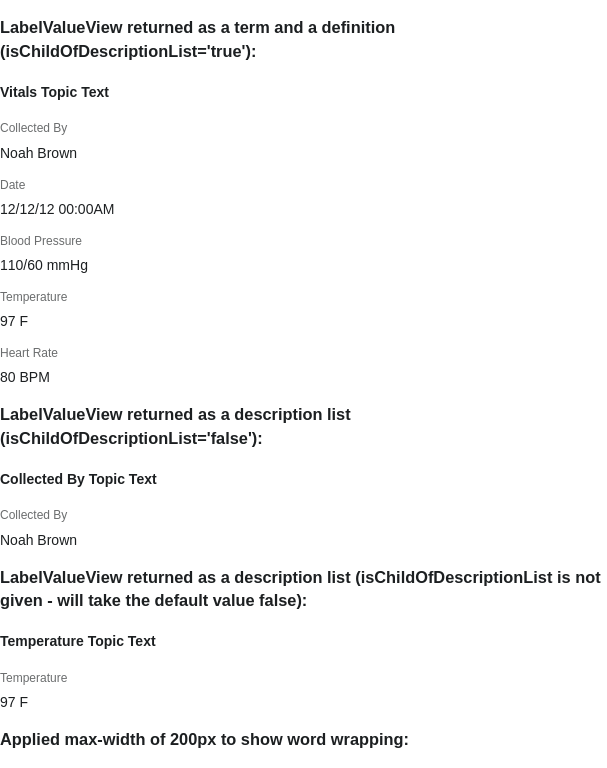 LabelValueView returned as a term and a definition
(isChildOfDescriptionList='true'):
Vitals Topic Text
Collected By
Noah Brown
Date
12/12/12 00:00AM
Blood Pressure
110/60 mmHg
Temperature
97 F
Heart Rate
80 BPM
LabelValueView returned as a description list
(isChildOfDescriptionList='false'):
Collected By Topic Text
Collected By
Noah Brown
LabelValueView returned as a description list (isChildOfDescriptionList is not
given - will take the default value false):
Temperature Topic Text
Temperature
97 F
Applied max-width of 200px to show word wrapping: